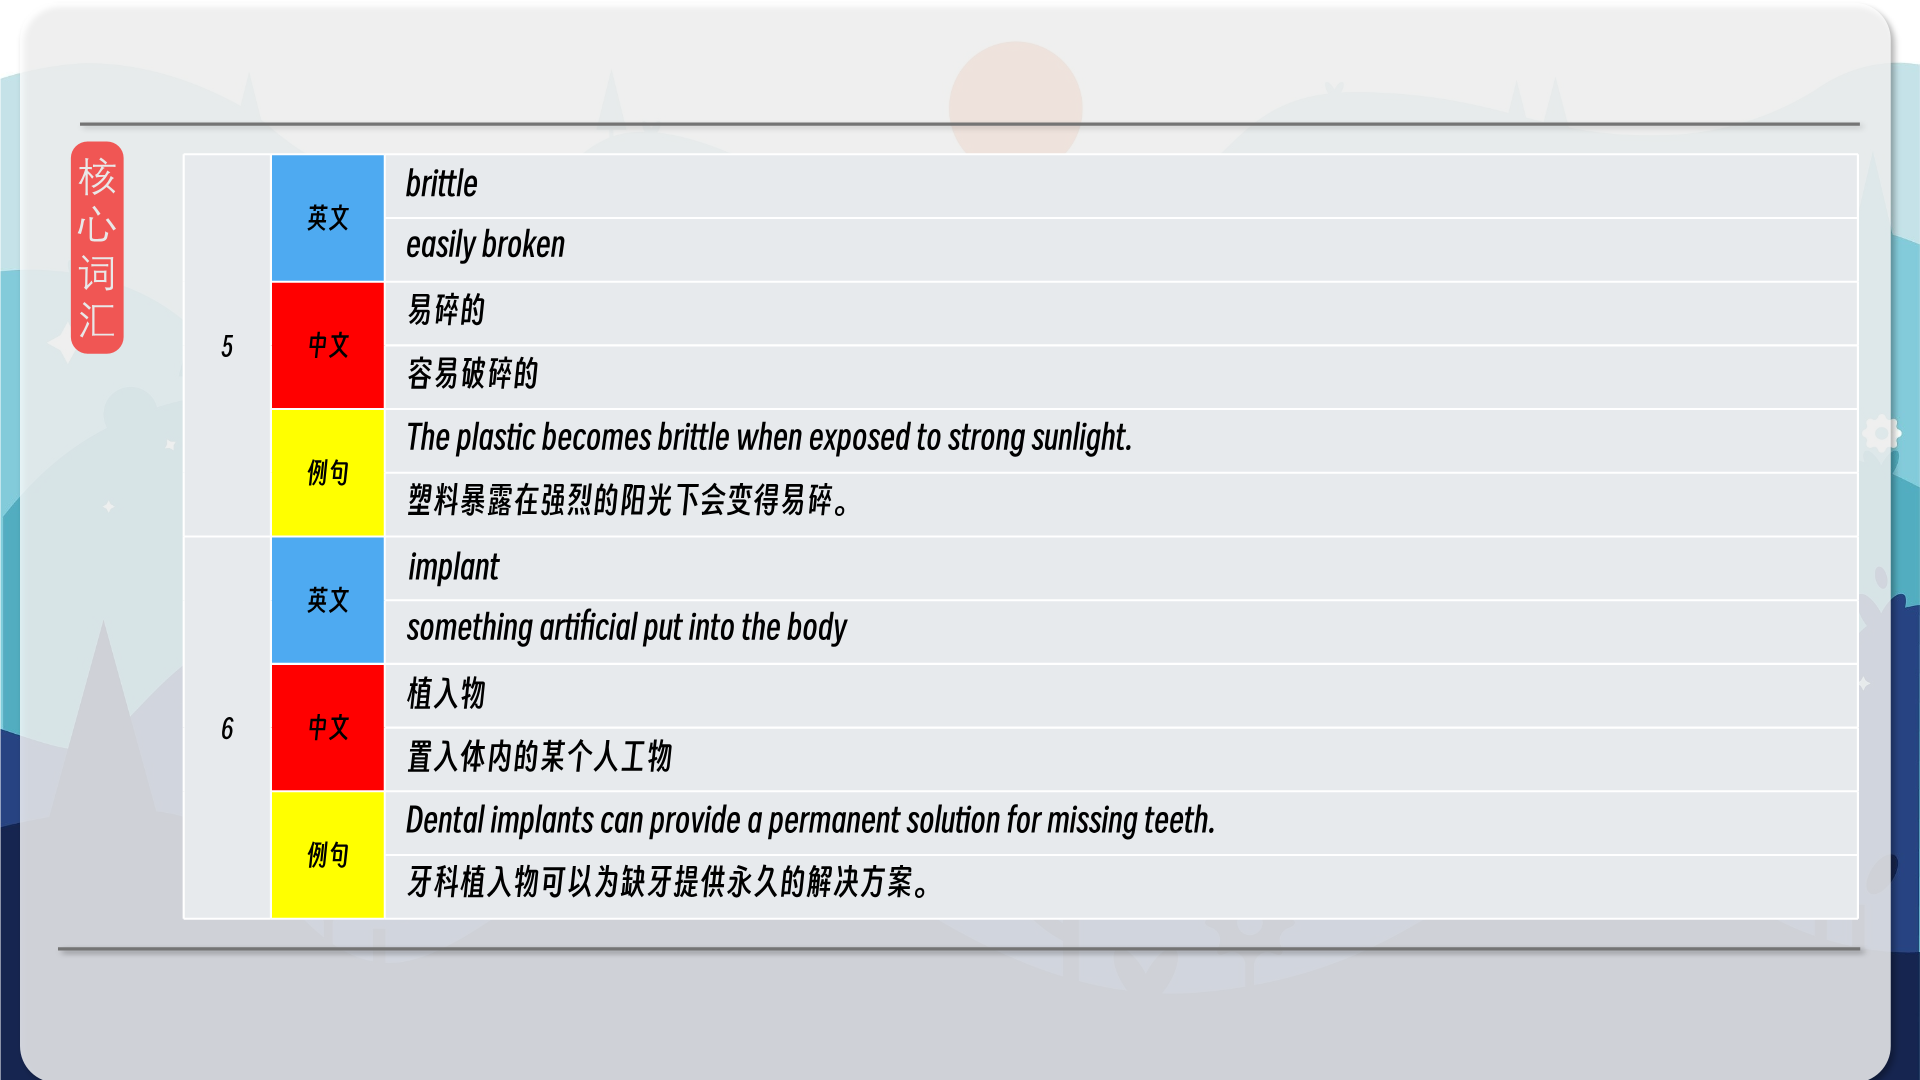 核心词汇
5
英文
brittle
easily broken
中文
易碎的
容易破碎的
例句
The plastic becomes brittle when exposed to strong sunlight.
塑料暴露在强烈的阳光下会变得易碎。
6
英文
implant
something artificial put into the body
中文
植入物
置入体内的某个人工物
例句
Dental implants can provide a permanent solution for missing teeth.
牙科植入物可以为缺牙提供永久的解决方案。